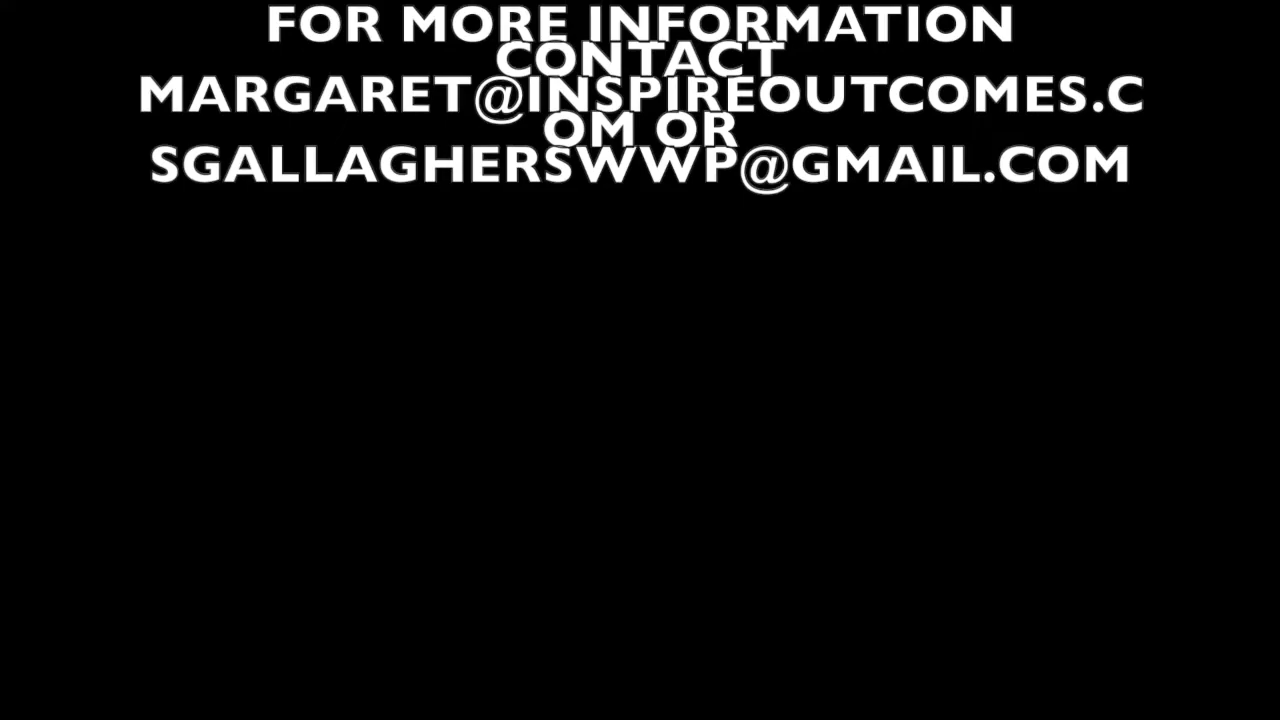 FOR MORE INFORMATION
CONTACT
MARGARET@INSPIREOUTCOMES.C
OM OR
SGALLAGHERSWWP@GMAIL.COM